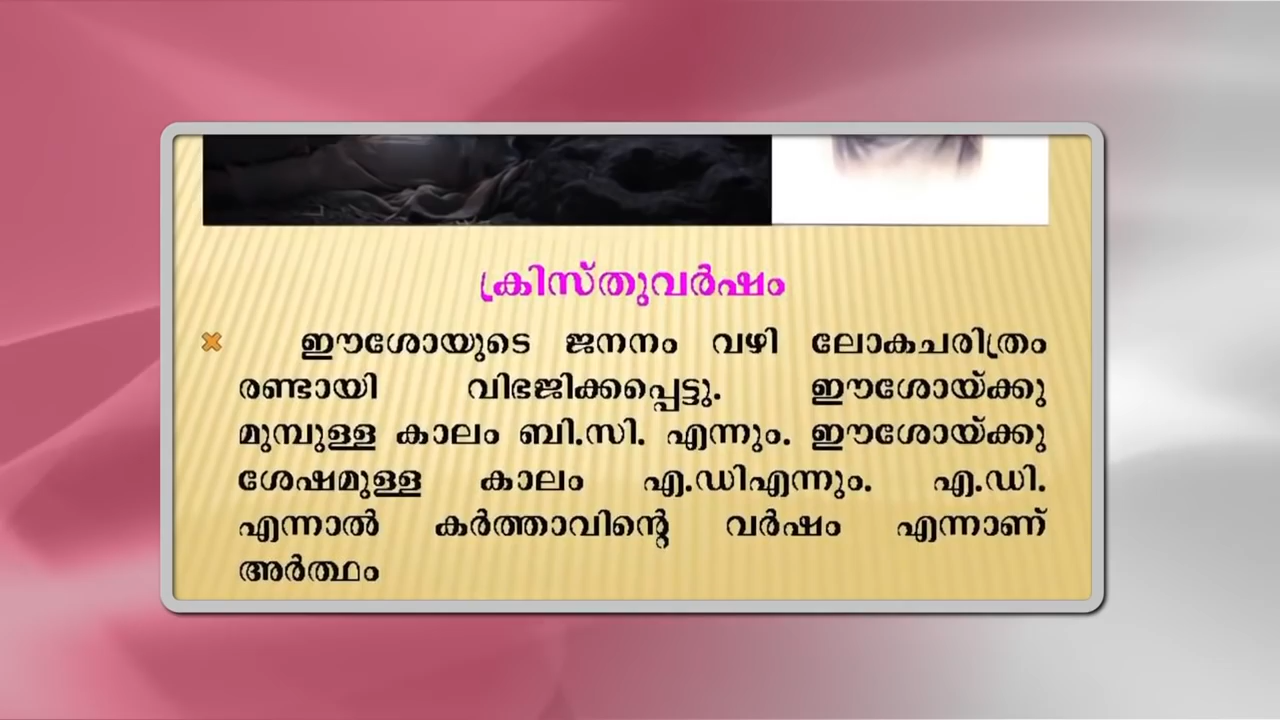 ക്രിസ്തുവർഷം
ഈശോയുടെ ജനനം വഴി ലോകചരിത്രം
രണ്ടായി വിഭജിക്കപ്പെട്ടു. ഈശോയ്ക്കു
മുമ്പുള്ള കാലം ബി.സി. എന്നും. ഈശോയ്ക്കു
ശേഷമുള്ള കാലം എ.ഡിഎന്നും. എ.ഡി.
എന്നാൽ കർത്താവിന്റെ വർഷം എന്നാണ്
അർത്ഥം